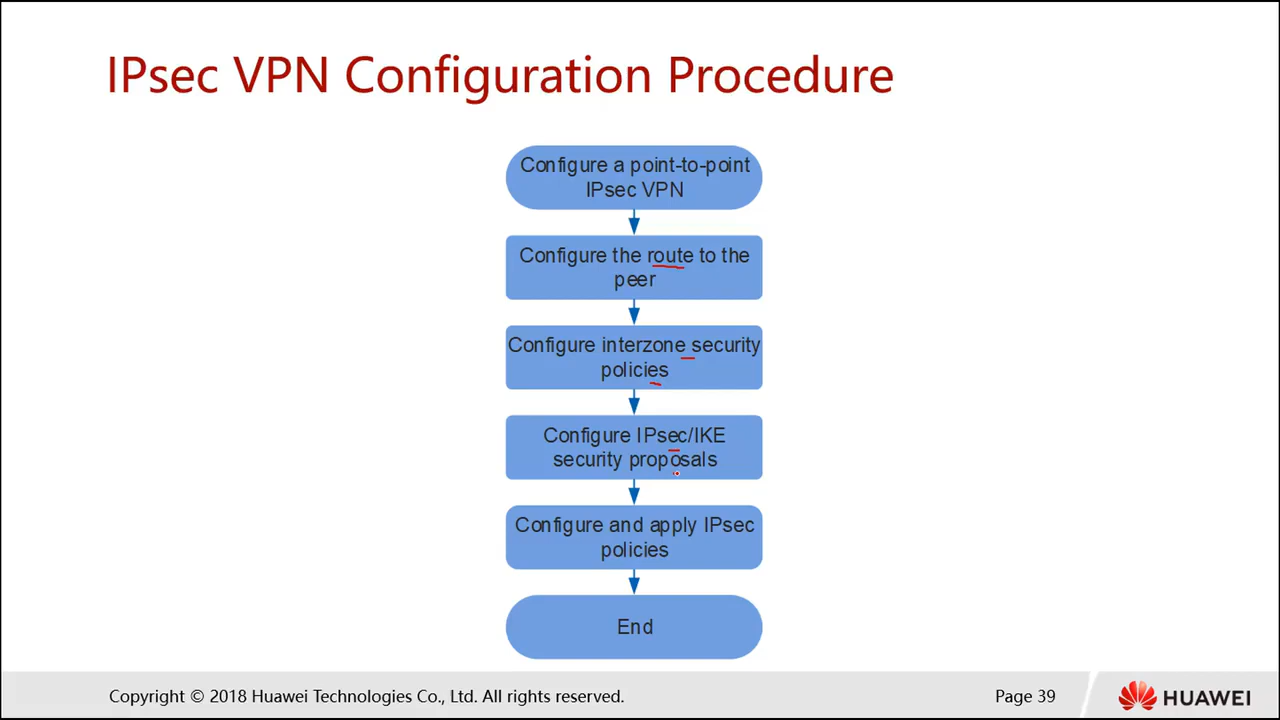 IPsec VPN Configuration Procedure
Configure a point-to-point
IPsec VPN
Configure the route to the
peer
Configure interzone security
policies
Configure IPsec/IKE
security proposals
Configure and apply IPsec
policies
End
Copyright © 2018 Huawei Technologies Co., Ltd. All rights reserved.
Page 39
HUAWEI